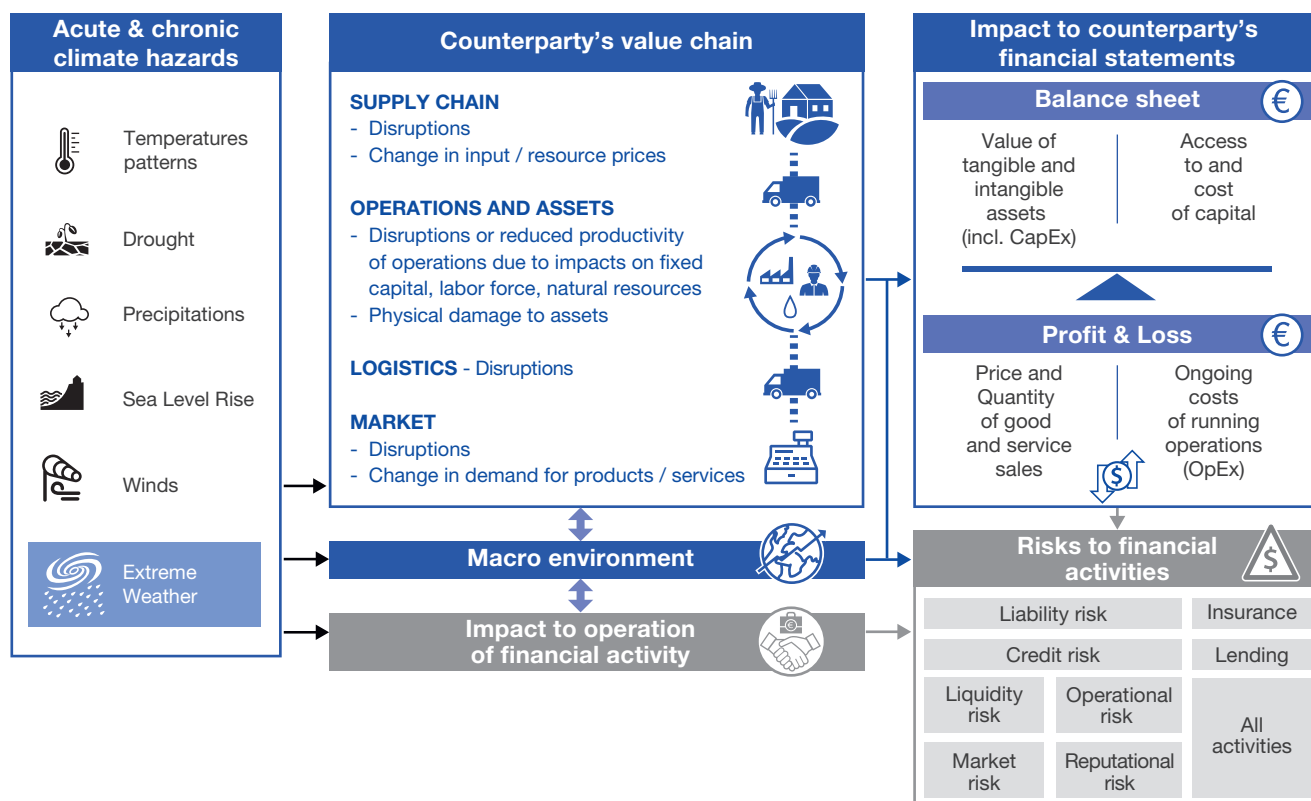 Acute & chronic
climate hazards
Temperatures
patterns
Drought
Precipitations
Sea Level Rise
Winds
Extreme
Weather
Counterparty’s value chain
SUPPLY CHAIN
- Disruptions
- Change in input / resource prices
OPERATIONS AND ASSETS
- Disruptions or reduced productivity
of operations due to impacts on fixed
capital, labor force, natural resources
- Physical damage to assets
LOGISTICS - Disruptions
MARKET
- Disruptions
- Change in demand for products / services
Macro environment
Impact to operation
of financial activity
€
Impact to counterparty’s
financial statements
Balance sheet
€
Value of
tangible and
intangible
assets
(incl. CapEx)
Access
to and
cost
of capital
Profit & Loss
€
Price and
Quantity
of good
and service
sales
Ongoing
costs
of running
operations
(OpEx)
$
Risks to financial
activities
$
Liability risk
Insurance
Credit risk
Lending
Liquidity
risk
Operational
risk
Market
risk
Reputational
risk
All
activities